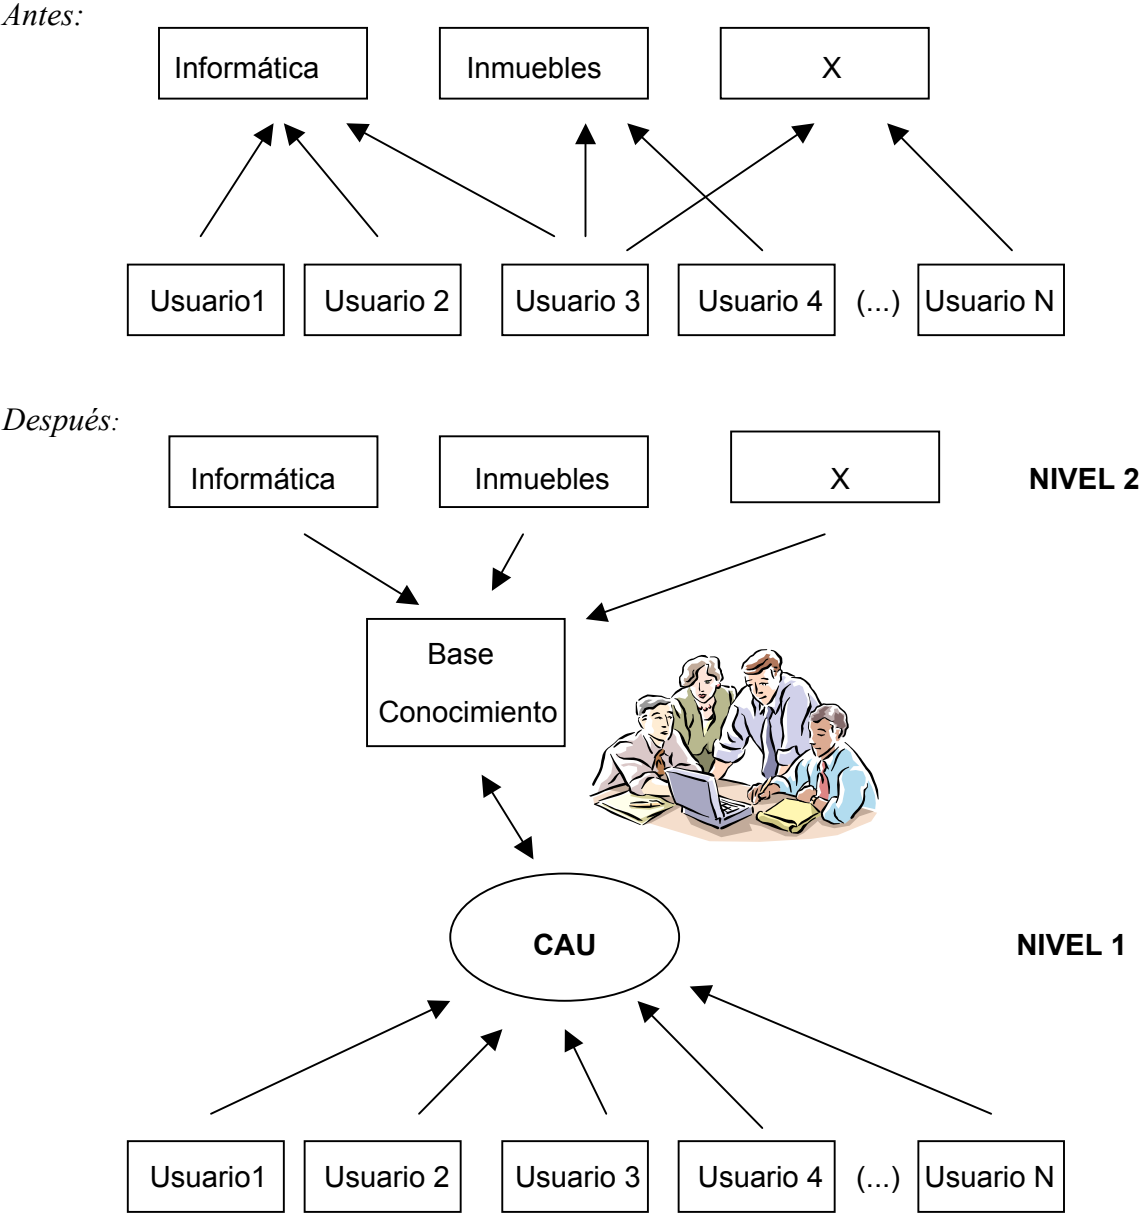 Antes:
Informática Inmuebles X
Usuario1 Usuario 2 Usuario 3 Usuario 4 (...) Usuario N
Después:
Informática Inmuebles X NIVEL 2
Base
Conocimiento
CAU NIVEL 1
Usuario1 Usuario 2 Usuario 3 Usuario 4 (...) Usuario N